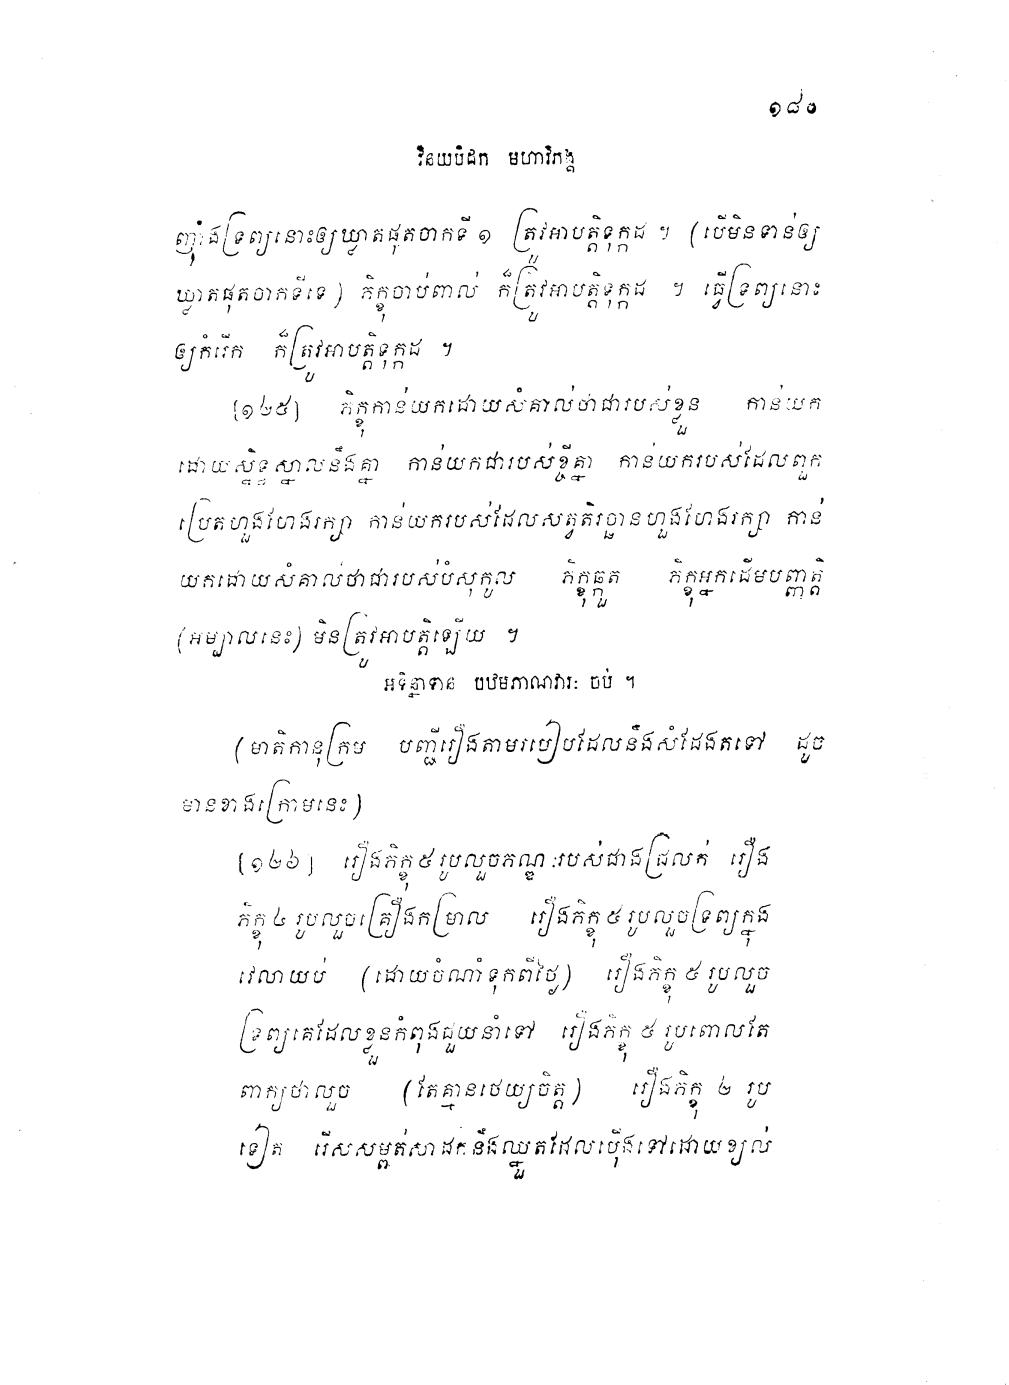 ១៨០
វិនយបិដក មហាវិភង្គ
ញ៉ាំងទ្រព្យនោះឲ្យឃ្លាតផុតចាកទី ១ ត្រូវអាបត្តិទុក្កដ ។ (បើមិនទាន់ឲ្យ
ឃ្លាតផុតចាកទីទេ) ភិក្ខុចាប់ពាល់ ក៏ត្រូវអាបត្តិទុក្កដ ។ ធ្វើទ្រព្យនោះ
ឲ្យកំរើក ក៏ត្រូវអាបត្តិទុក្កដ ។
[១២៥] ភិក្ខុកាន់យកដោយសំគាល់ថាជារបស់ខ្លួន កាន់យក
ដោយស្និទ្ធស្នាលនឹងគ្នា កាន់យកជារបស់ខ្ចីគ្នា កាន់យករបស់ដែលពួក
ប្រេតហួងហែងរក្សា កាន់យករបស់ដែលសត្វតិរច្ឆានហួងហែងរក្សា កាន់
យកដោយសំគាល់ថាជារបស់បំសុកូល ភិក្ខុឆ្កួត ភិក្ខុអ្នកដើមបញ្ញត្តិ
(អម្បាលនេះ) មិនត្រូវអាបត្តិឡើយ ។
អទិន្នាទាន បឋមភាណវារៈ ចប់ ។
(មាតិកានុក្រម បញ្ជីរឿងតាមរបៀបដែលនឹងសំដែងតទៅ ដូច
មានខាងក្រោមនេះ)
[១២៦] រឿងភិក្ខុ ៥ រូបលួចភណ្ឌៈរបស់ជាងជ្រលក់ រឿង
ភិក្ខុ ៤ រូបលួចគ្រឿងកម្រាល រឿងភិក្ខុ ៥ រូបលួចទ្រព្យក្នុង
វេលាយប់ (ដោយចំណាំទុកពីថ្ងៃ) រឿងភិក្ខុ ៥ រូបលួច
ទ្រព្យគេដែលខ្លួនកំពុងជួយនាំទៅ រឿងភិក្ខុ ៥ រូបពោលតែ
ពាក្យថាលួច (តែគ្មានថេយ្យចិត្ត) រឿងភិក្ខុ ២ រូប
ទៀត រើសសម្ពត់សាដកនឹងឈ្នួតដែលប៉ើងទៅដោយខ្យល់